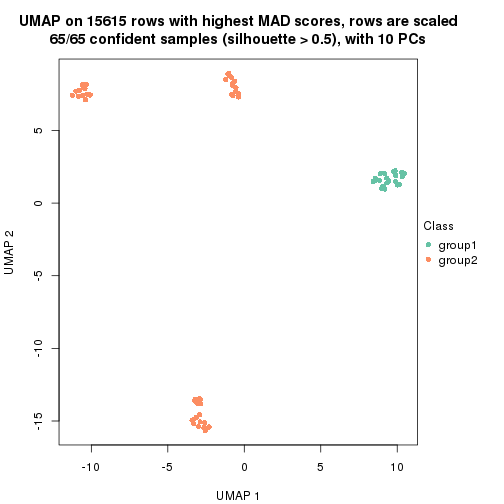 UMAP on 15615 rows with highest MAD scores, rows are scaled
65/65 confident samples (silhouette > 0.5), with 10 PCs
5
0
-5
-10
-15
UMAP 2
Class
group1
group2
-10
-5
0
5
10
UMAP 1